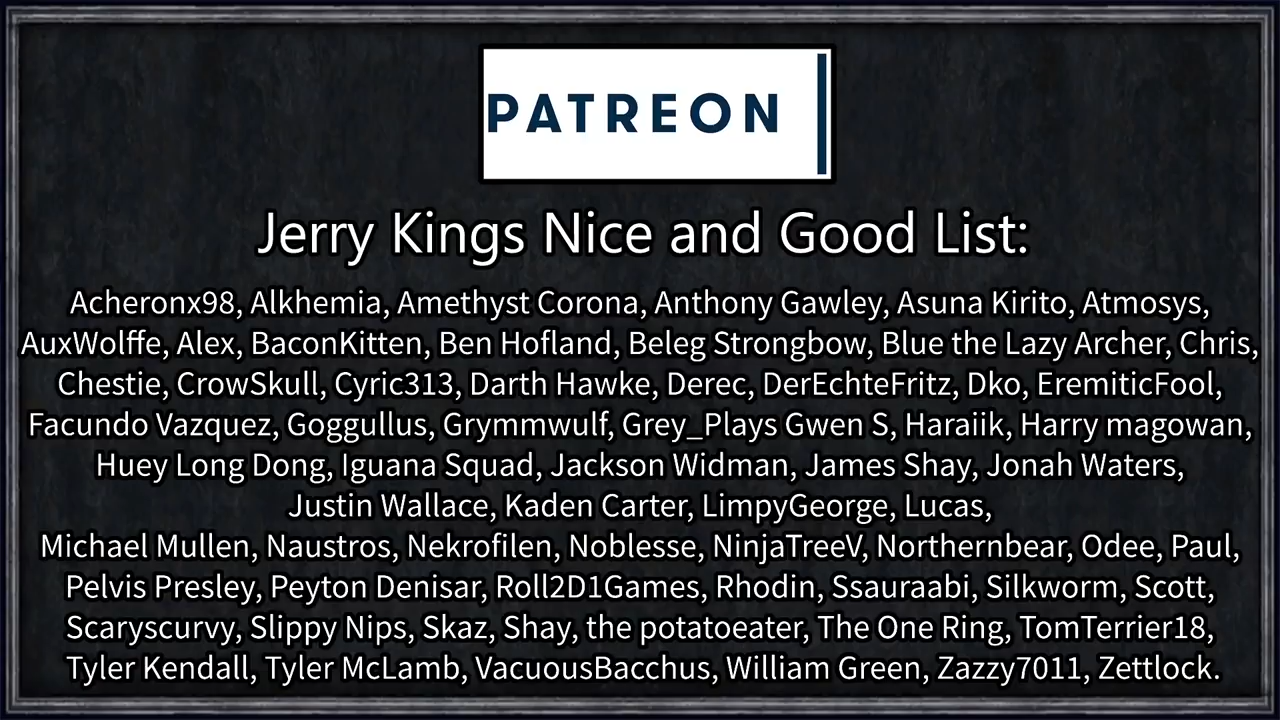 PATREON
Jerry Kings Nice and Good List:
Acheronx98, Alkhemia, Amethyst Corona, Anthony Gawley, Asuna Kirito, Atmosys,
AuxWolffe, Alex, BaconKitten, Ben Hofland, Beleg Strongbow, Blue the Lazy Archer, Chris,
Chestie, CrowSkull, Cyric313, Darth Hawke, Derec, DerEchteFritz, Dko, EremiticFool,
Facundo Vazquez, Goggullus, Grymmwulf, Grey_Plays Gwen S, Haraiik, Harry magowan,
Huey Long Dong, Iguana Squad, Jackson Widman, James Shay, Jonah Waters,
Justin Wallace, Kaden Carter, LimpyGeorge, Lucas,
Michael Mullen, Naustros, Nekrofilen, Noblesse, NinjaTreeV, Northernbear, Odee, Paul,
Pelvis Presley, Peyton Denisar, Roll2D1Games, Rhodin, Ssauraabi, Silkworm, Scott,
Scaryscurvy, Slippy Nips, Skaz, Shay, the potatoeater, The One Ring, TomTerrier18,
Tyler Kendall, Tyler McLamb, VacuousBacchus, William Green, Zazzy7011, Zettlock.